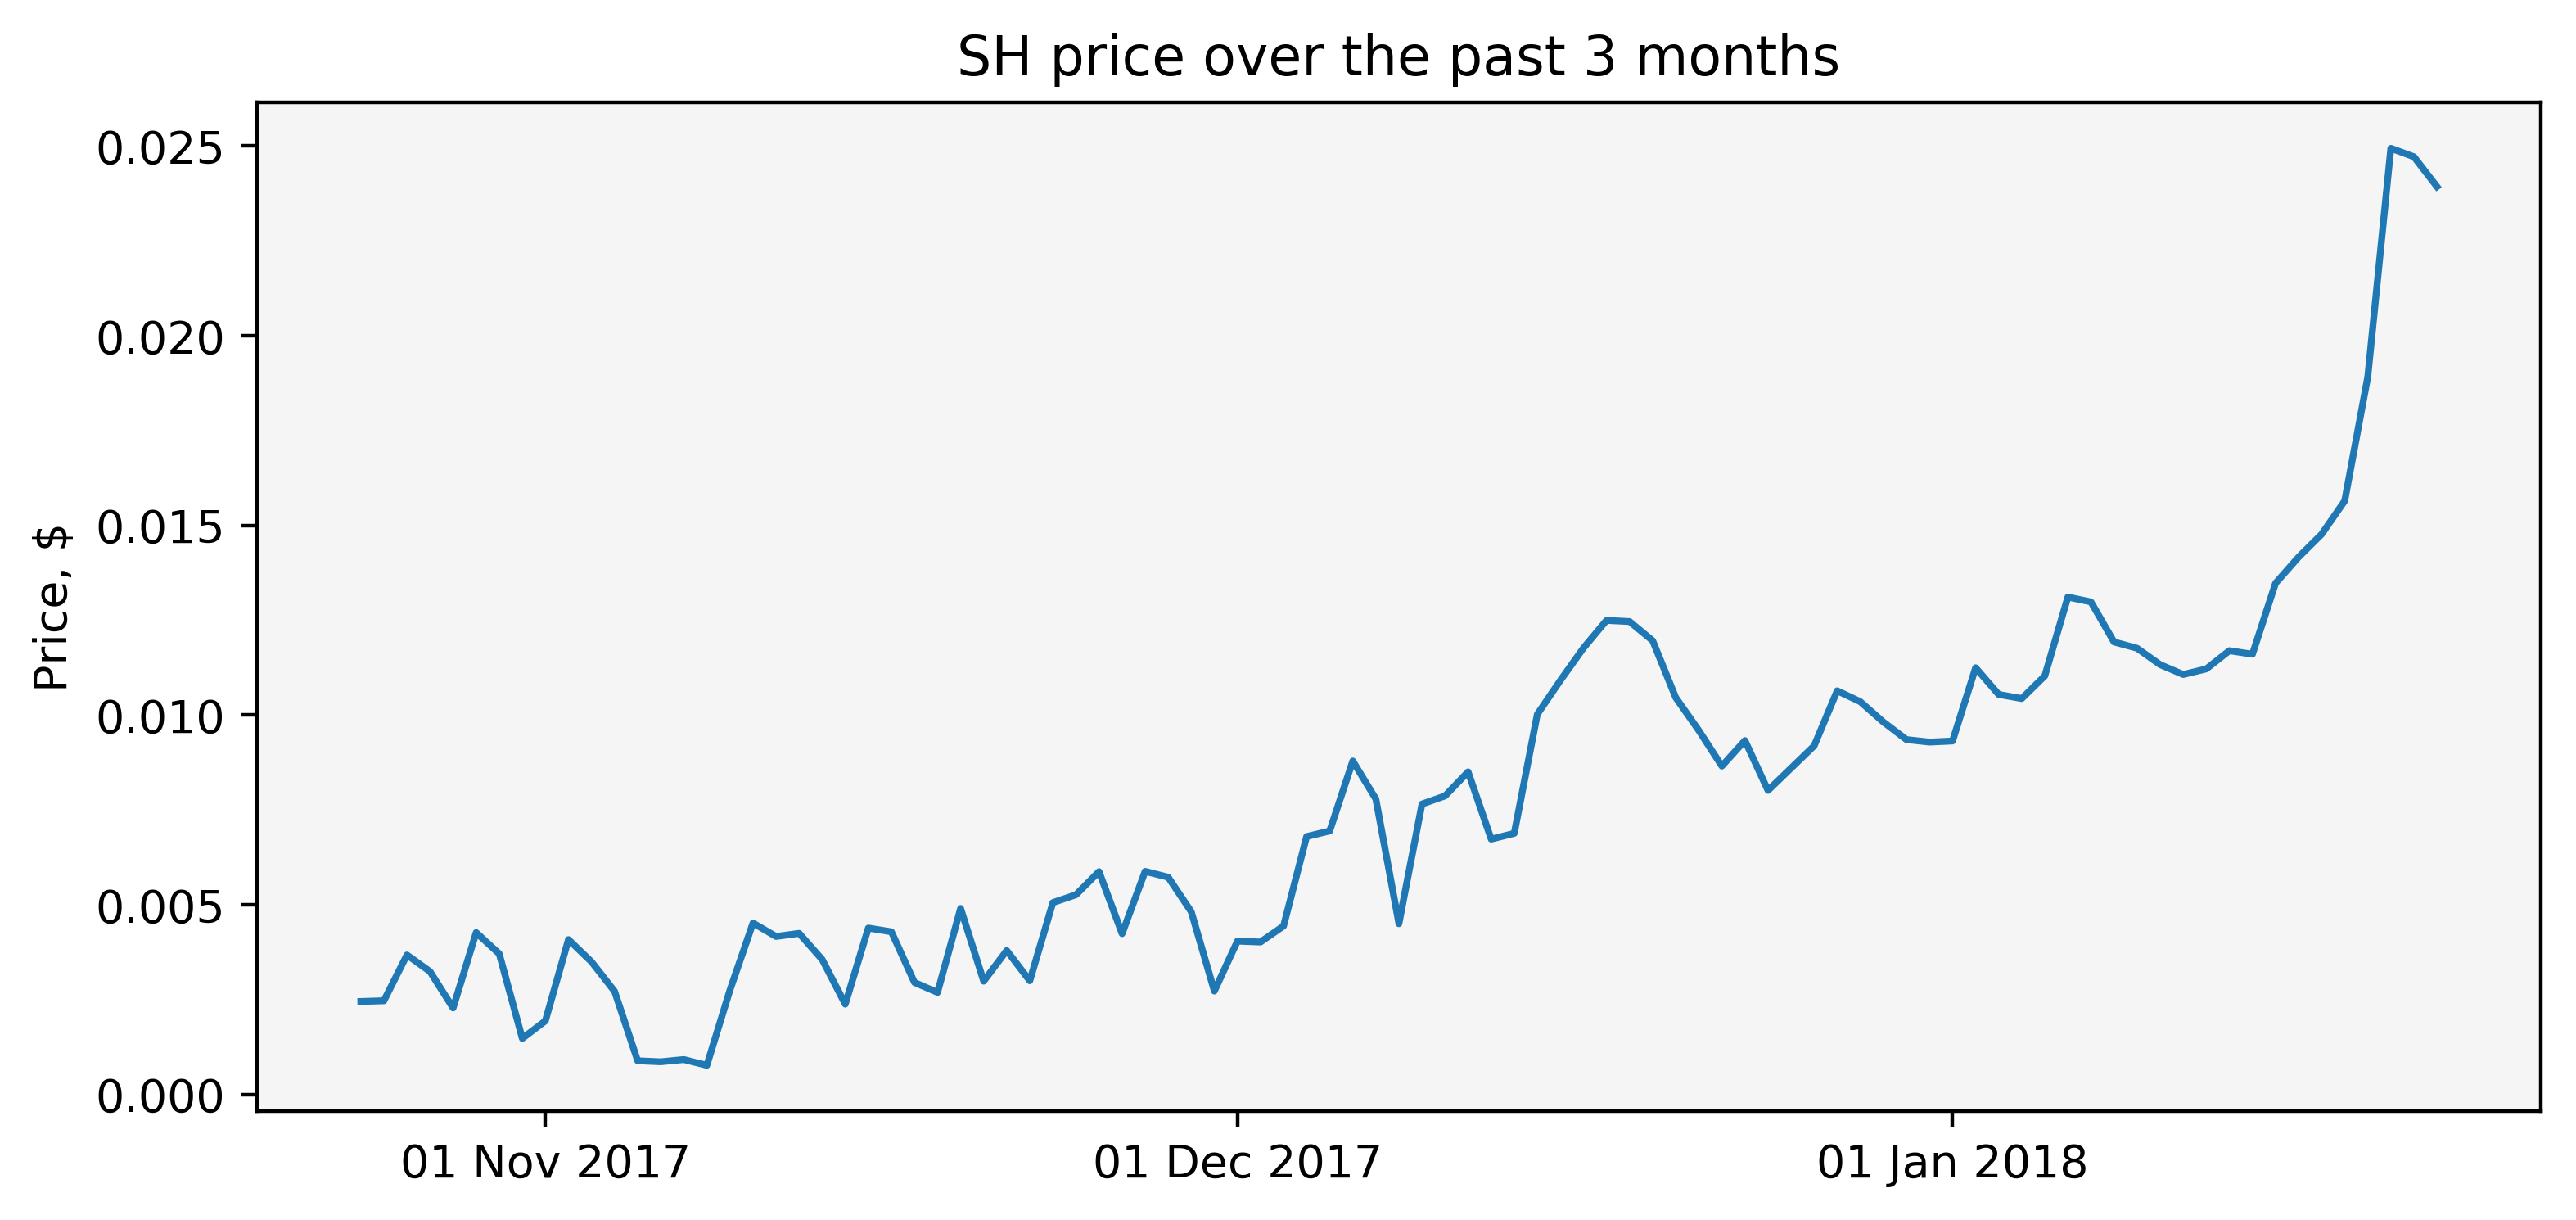 SH price over the past 3 months
Price, $
0.025
0.020
0.015
0.010
0.005
0.000
01 Nov 2017
01 Dec 2017
01 Jan 2018